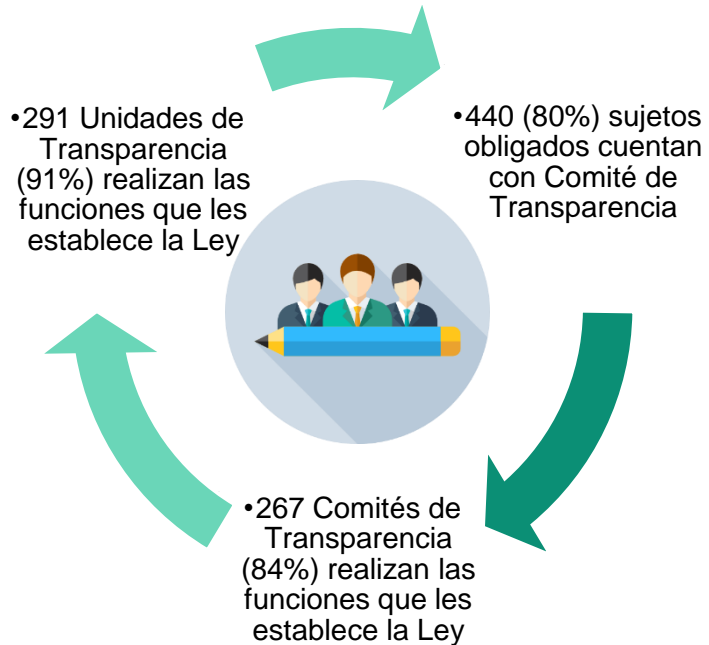 •291 Unidades de
Transparencia
(91%) realizan las
funciones que les
establece la Ley
•440 (80%) sujetos
obligados cuentan
con Comité de
Transparencia
•267 Comités de
Transparencia
(84%) realizan las
funciones que les
establece la Ley